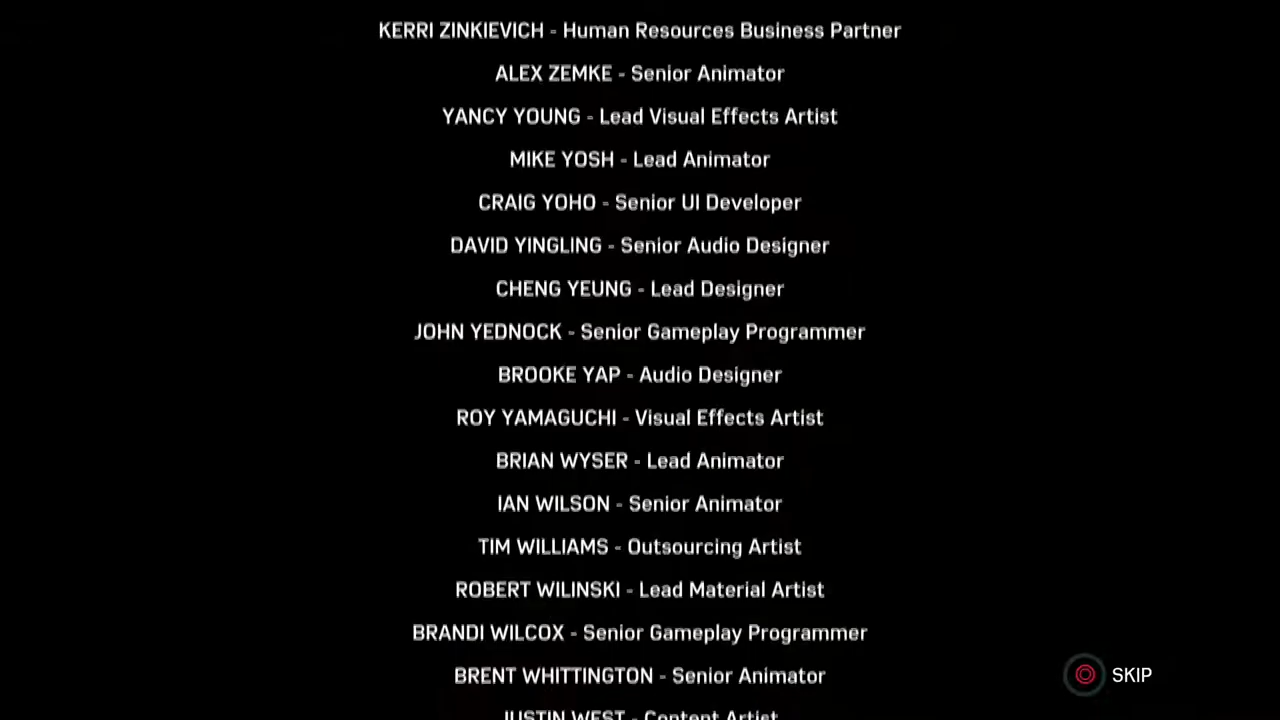 KERRI ZINKIEVICH - Human Resources Business Partner
ALEX ZEMKE - Senior Animator
YANCY YOUNG - Lead Visual Effects Artist
MIKE YOSH - Lead Animator
CRAIG YOHO - Senior UI Developer
DAVID YINGLING - Senior Audio Designer
CHENG YEUNG - Lead Designer
JOHN YEDNOCK - Senior Gameplay Programmer
BROOKE YAP - Audio Designer
ROY YAMAGUCHI - Visual Effects Artist
BRIAN WYSER - Lead Animator
IAN WILSON - Senior Animator
TIM WILLIAMS - Outsourcing Artist
ROBERT WILINSKI - Lead Material Artist
BRANDI WILCOX - Senior Gameplay Programmer
BRENT WHITTINGTON - Senior Animator
SKIP
JUSTIN WEST - Content Artist